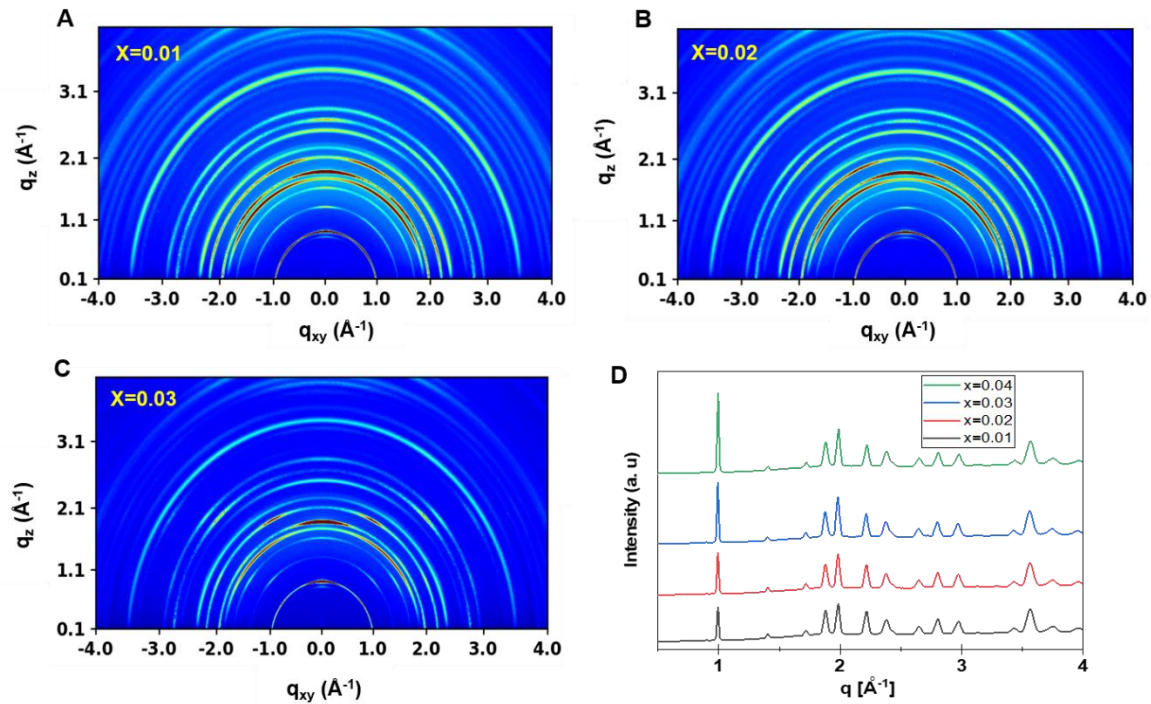 A
X=0.01
3.1
2.1
1.1
0.1
qz (Å-1)
-4.0 -3.0 -2.0 -1.0 0.0 1.0 2.0 3.0 4.0
qxy (Å-1)
B
X=0.02
3.1
2.1
1.1
0.1
qz (Å-1)
-4.0 -3.0 -2.0 -1.0 0.0 1.0 2.0 3.0 4.0
qxy (Å-1)
C
X=0.03
3.1
2.1
1.1
0.1
qz (Å-1)
-4.0 -3.0 -2.0 -1.0 0.0 1.0 2.0 3.0 4.0
qxy (Å-1)
D
x=0.04
x=0.03
x=0.02
x=0.01
Intensity (a. u)
1 2 3 4
q [Å-1]